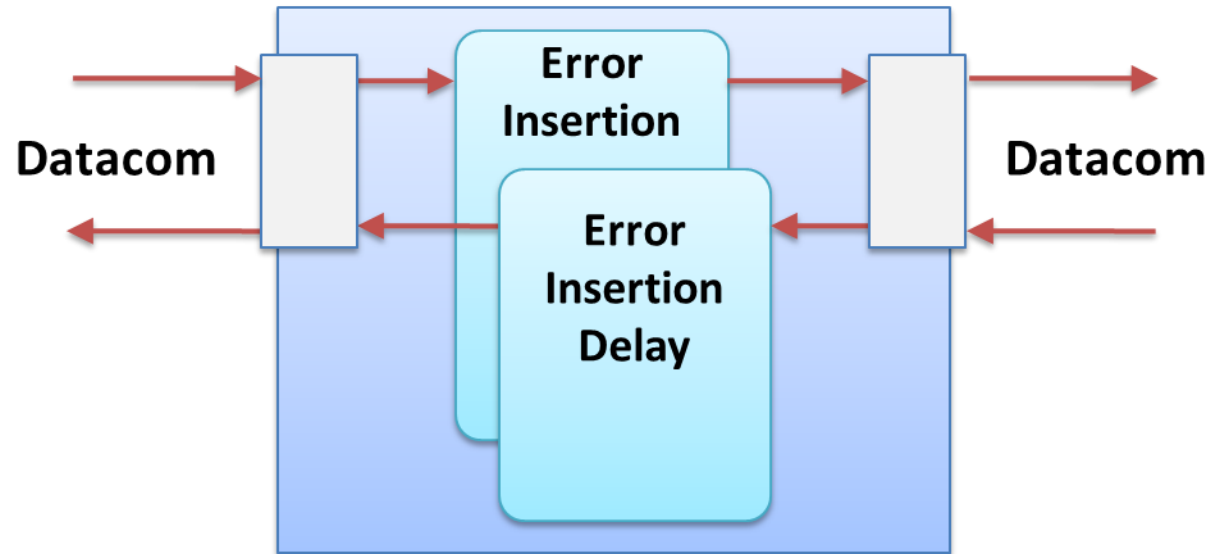 Error
Insertion
Datacom
Datacom
Error
Insertion
Delay